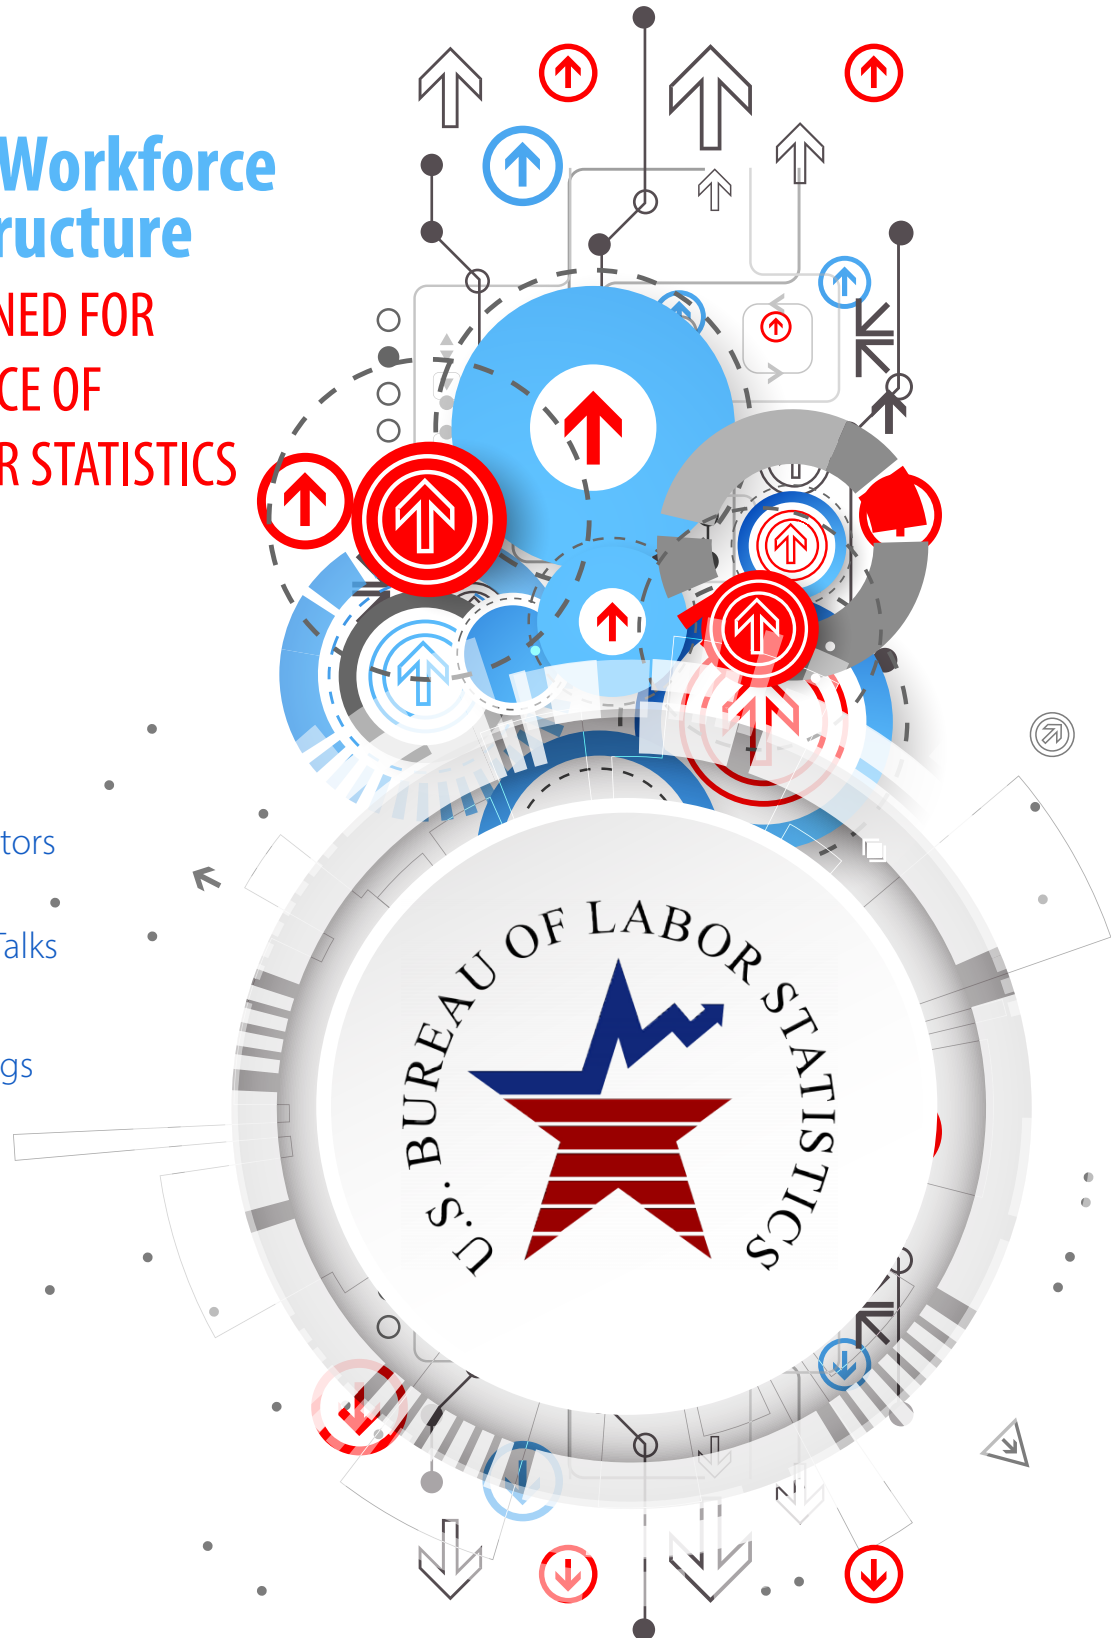 Workforce
ructure
NED FOR
CE OF
R STATISTICS
tors
Talks
gs
U.S. BUREAU OF LABOR STATISTICS